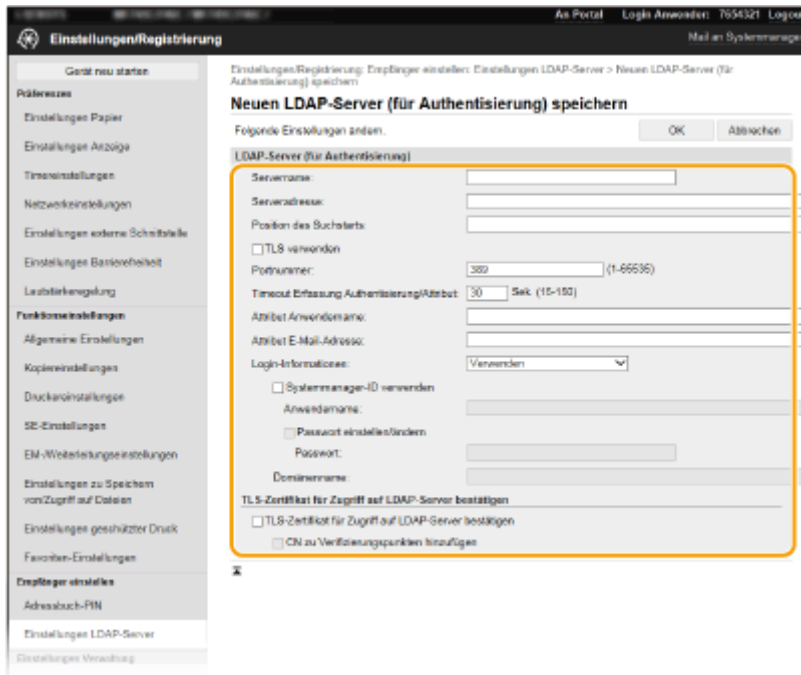 An Portal Login Anwender: 7654321 Logou
Einstellungen/Registrierung
Mail an Systemmanage
Gerät neu starten
Präferenzen
Einstellungen Papier
Einstellungen Anzeige
Timereinstellungen
Netzwerkeinstellungen
Einstellungen externe Schnittstelle
Einstellungen Barrierefreiheit
Lautstärkeregelung
Funktionseinstellungen
Allgemeine Einstellungen
Kopiereinstellungen
Druckereinstellungen
SE-Einstellungen
EM-/Weiterleitungseinstellungen
Einstellungen zu Speichern
von/Zugriff auf Dateien
Einstellungen geschützter Druck
Favoriten-Einstellungen
Empfänger einstellen
Adressbuch-PIN
Einstellungen LDAP-Server
Einstellungen Verwaltung
Einstellungen/Registrierung: Empfänger einstellen: Einstellungen LDAP-Server > Neuen LDAP-Server (für
Authentisierung) speichern
Neuen LDAP-Server (für Authentisierung) speichern
Folgende Einstellungen ändern.
OK Abbrechen
LDAP-Server (für Authentisierung)
Servername:
Serveradresse:
Position des Suchstarts:
TLS verwenden
Portnummer: 389 (1-65535)
Timeout Erfassung Authentisierung/Attribut: 30 Sek. (15-150)
Attribut Anwendername:
Attribut E-Mail-Adresse:
Login-Informationen: Verwenden
Systemmanager-ID verwenden
Anwendername:
Passwort einstellen/ändern
Passwort:
Domänenname:
TLS-Zertifikat für Zugriff auf LDAP-Server bestätigen
TLS-Zertifikat für Zugriff auf LDAP-Server bestätigen
CN zu Verifizierungspunkten hinzufügen